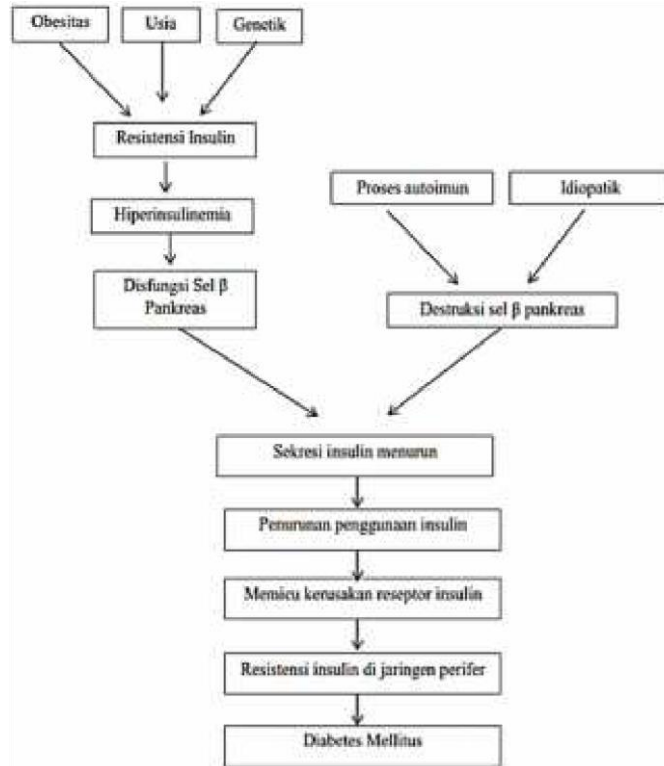 Obesitas
Usia
Genetik
Resistensi Insulin
Hiperinsulinemia
Disfungsi Sel β
Pankreas
Proses autoimun
Idiopatik
Destruksi sel β pankreas
Sekresi insulin menurun
Penurunan penggunaan insulin
Memicu kerusakan reseptor insulin
Resistensi insulin di jaringen perifer
Diabetes Mellitus